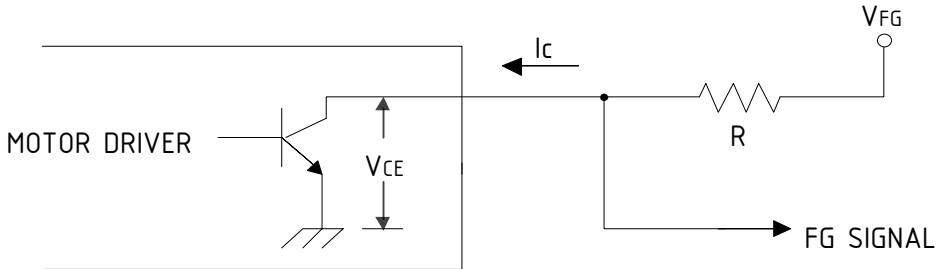 VFG
Ic
R
MOTOR DRIVER
VCE
FG SIGNAL